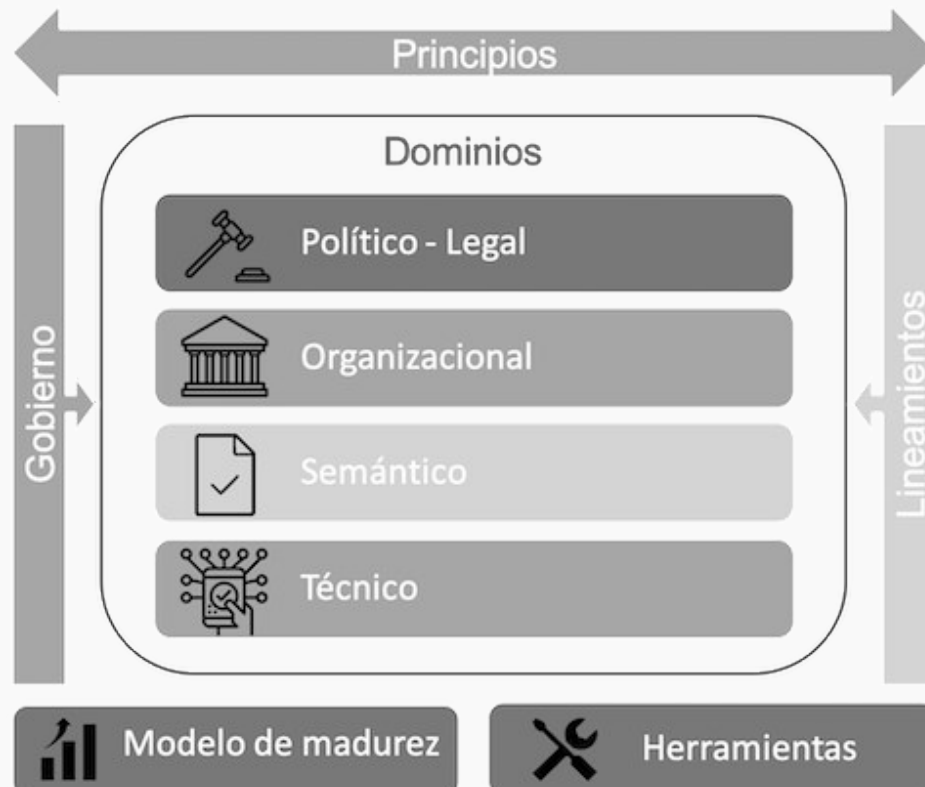 Principios
Dominios
Político - Legal
Organizacional
Semántico
Técnico
Gobierno
Lineamientos
Modelo de madurez
Herramientas